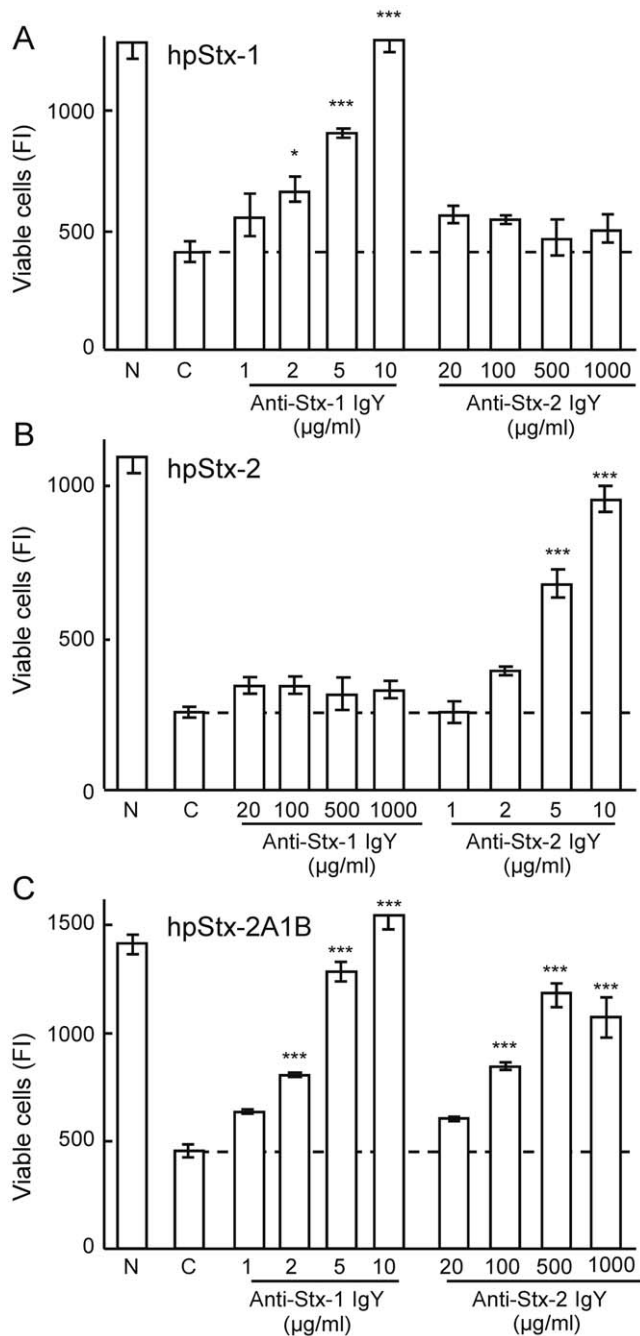 A
hpStx-1
Viable cells (FI)
1000
500
0
*
***
***
N C 1 2 5 10 20 100 500 1000
Anti-Stx-1 IgY Anti-Stx-2 IgY
(µg/ml) (µg/ml)
B
hpStx-2
Viable cells (FI)
1000
500
0
***
***
N C 20 100 500 1000 1 2 5 10
Anti-Stx-1 IgY Anti-Stx-2 IgY
(µg/ml) (µg/ml)
C
hpStx-2A1B
Viable cells (FI)
1500
1000
500
0
***
***
***
***
***
***
N C 1 2 5 10 20 100 500 1000
Anti-Stx-1 IgY Anti-Stx-2 IgY
(µg/ml) (µg/ml)